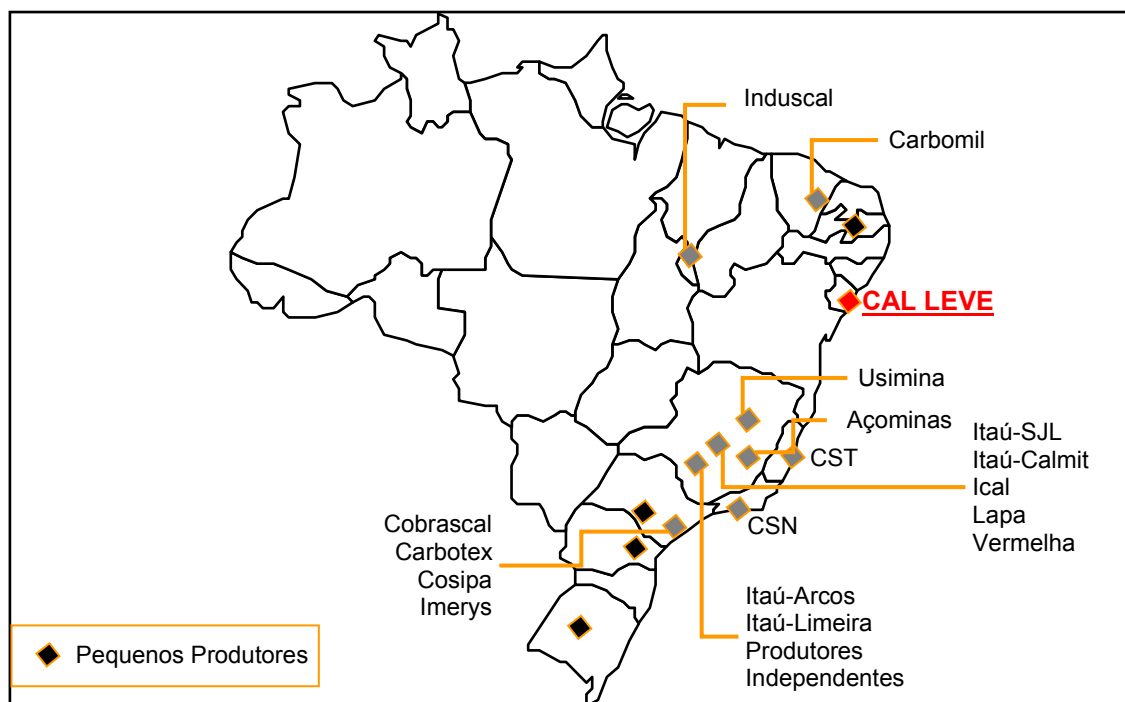 Induscal
Carbomil
CAL LEVE
Usimina
Açominas
CST
Itaú-SJL
Itaú-Calmit
Ical
Lapa
Vermelha
CSN
Cobrascal
Carbotex
Cosipa
Imerys
Itaú-Arcos
Itaú-Limeira
Produtores
Independentes
Pequenos Produtores